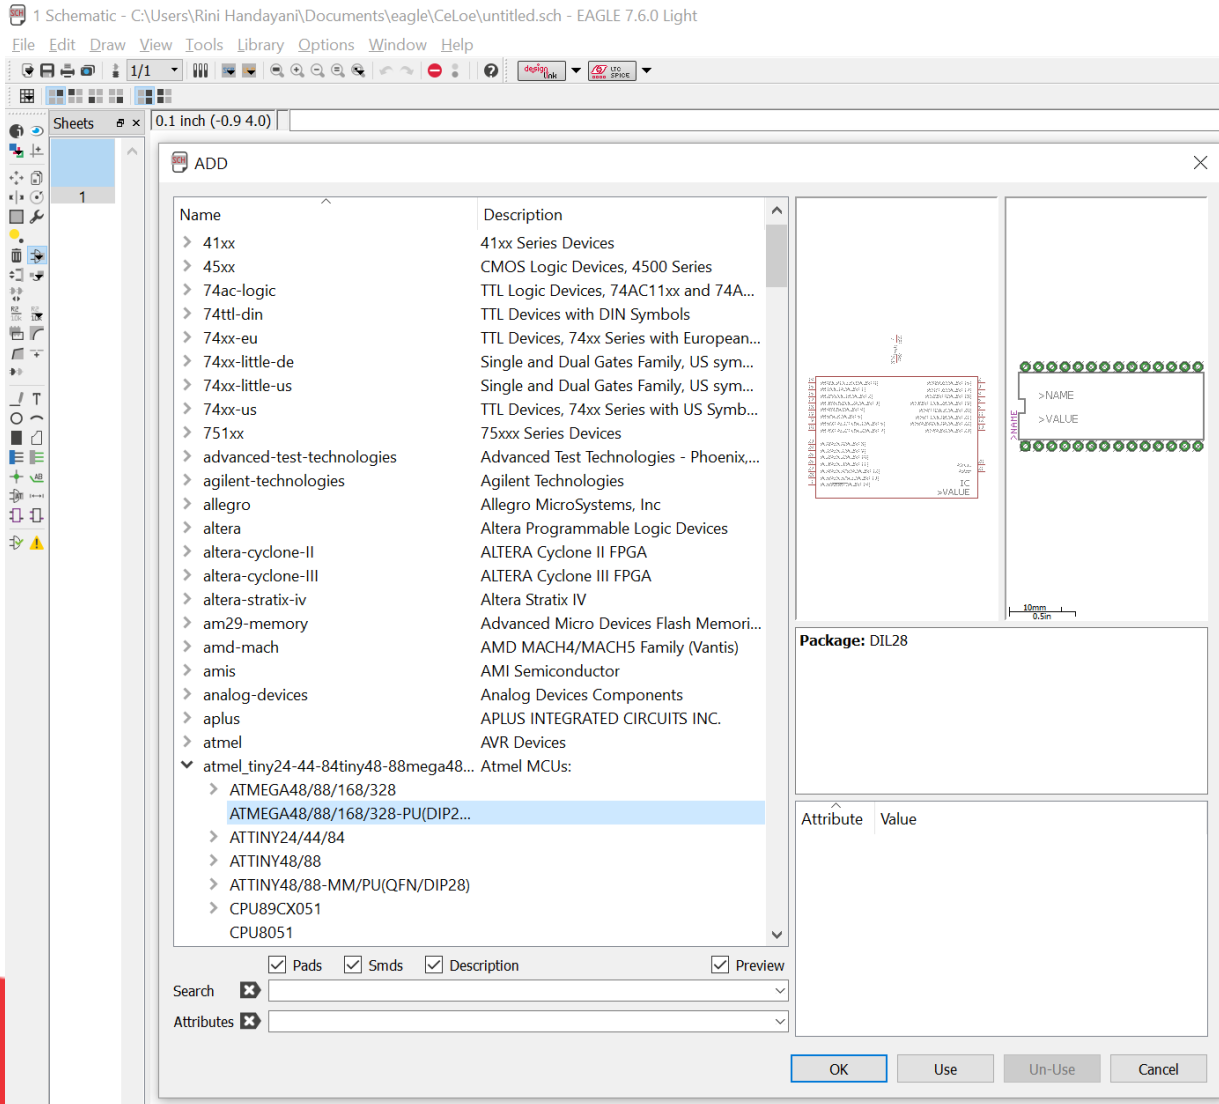 1 Schematic - C:\Users\Rini Handayani\Documents\eagle\CeLoe\untitled.sch - EAGLE 7.6.0 Light
File Edit Draw View Tools Library Options Window Help
1/1
design link
LTC SPICE
Sheets
0.1 inch (-0.9 4.0)
1
ADD
Name Description
41xx 41xx Series Devices
45xx CMOS Logic Devices, 4500 Series
74ac-logic TTL Logic Devices, 74AC11xx and 74A...
74ttl-din TTL Devices with DIN Symbols
74xx-eu TTL Devices, 74xx Series with European...
74xx-little-de Single and Dual Gates Family, US sym...
74xx-little-us Single and Dual Gates Family, US sym...
74xx-us TTL Devices, 74xx Series with US Symb...
751xx 75xxx Series Devices
advanced-test-technologies Advanced Test Technologies - Phoenix,...
agilent-technologies Agilent Technologies
allegro Allegro MicroSystems, Inc
altera Altera Programmable Logic Devices
altera-cyclone-II ALTERA Cyclone II FPGA
altera-cyclone-III ALTERA Cyclone III FPGA
altera-stratix-iv Altera Stratix IV
am29-memory Advanced Micro Devices Flash Memori...
amd-mach AMD MACH4/MACH5 Family (Vantis)
amis AMI Semiconductor
analog-devices Analog Devices Components
aplus APLUS INTEGRATED CIRCUITS INC.
atmel AVR Devices
atmel_tiny24-44-84tiny48-88mega48... Atmel MCUs:
ATMEGA48/88/168/328
ATMEGA48/88/168/328-PU(DIP2...
ATTINY24/44/84
ATTINY48/88
ATTINY48/88-MM/PU(QFN/DIP28)
CPU89CX051
CPU8051
Pads Smds Description Preview
Search
Attributes
IC
>VALUE
>NAME
>NAME
>VALUE
10mm
0.5in
Package: DIL28
Attribute Value
OK Use Un-Use Cancel